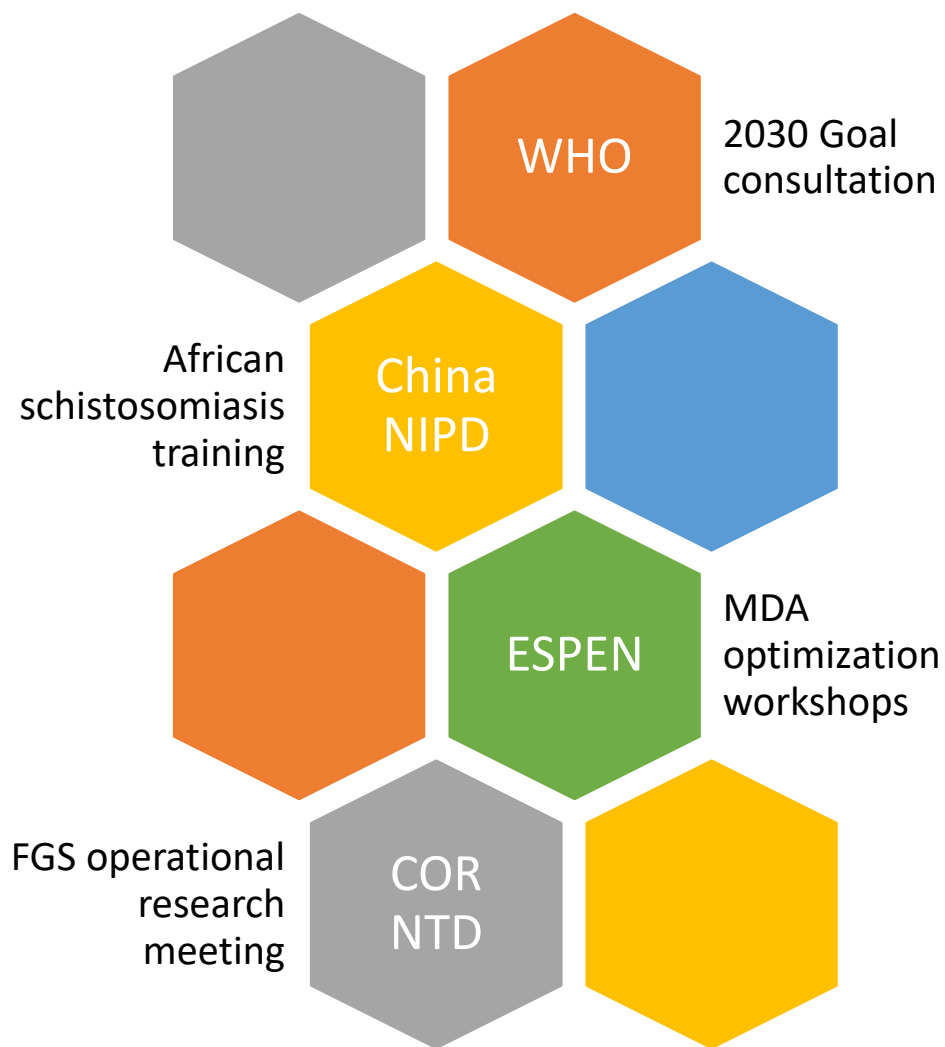 WHO
2030 Goal
consultation
African
schistosomiasis
training
China
NIPD
ESPEN
MDA
optimization
workshops
FGS operational
research
meeting
COR
NTD